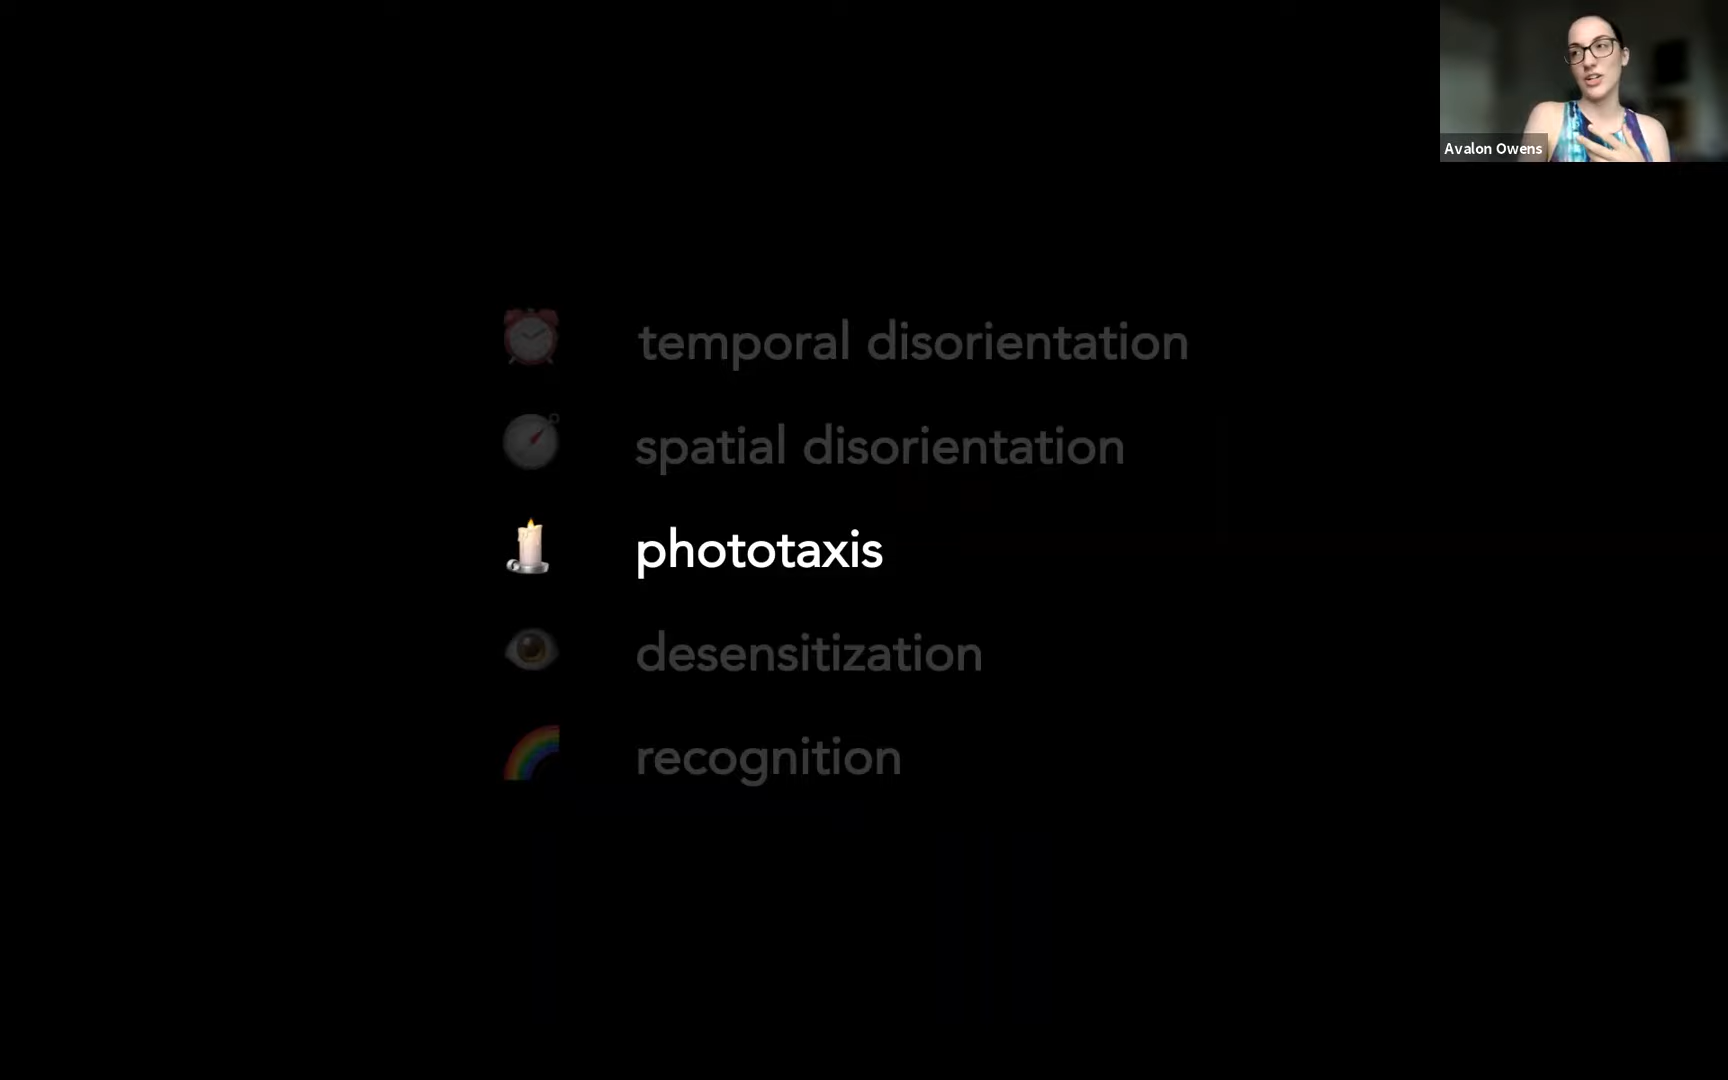 Avalon Owens
temporal disorientation
spatial disorientation
phototaxis
desensitization
recognition